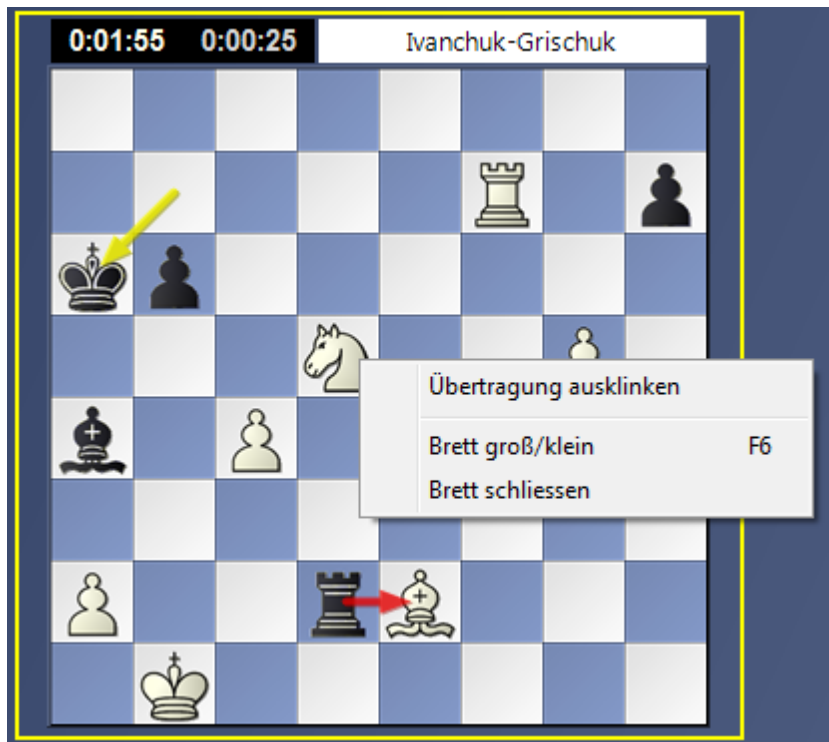 0:01:55 0:00:25 Ivanchuk-Grischuk
Übertragung ausklinken
Brett groß/klein F6
Brett schliessen